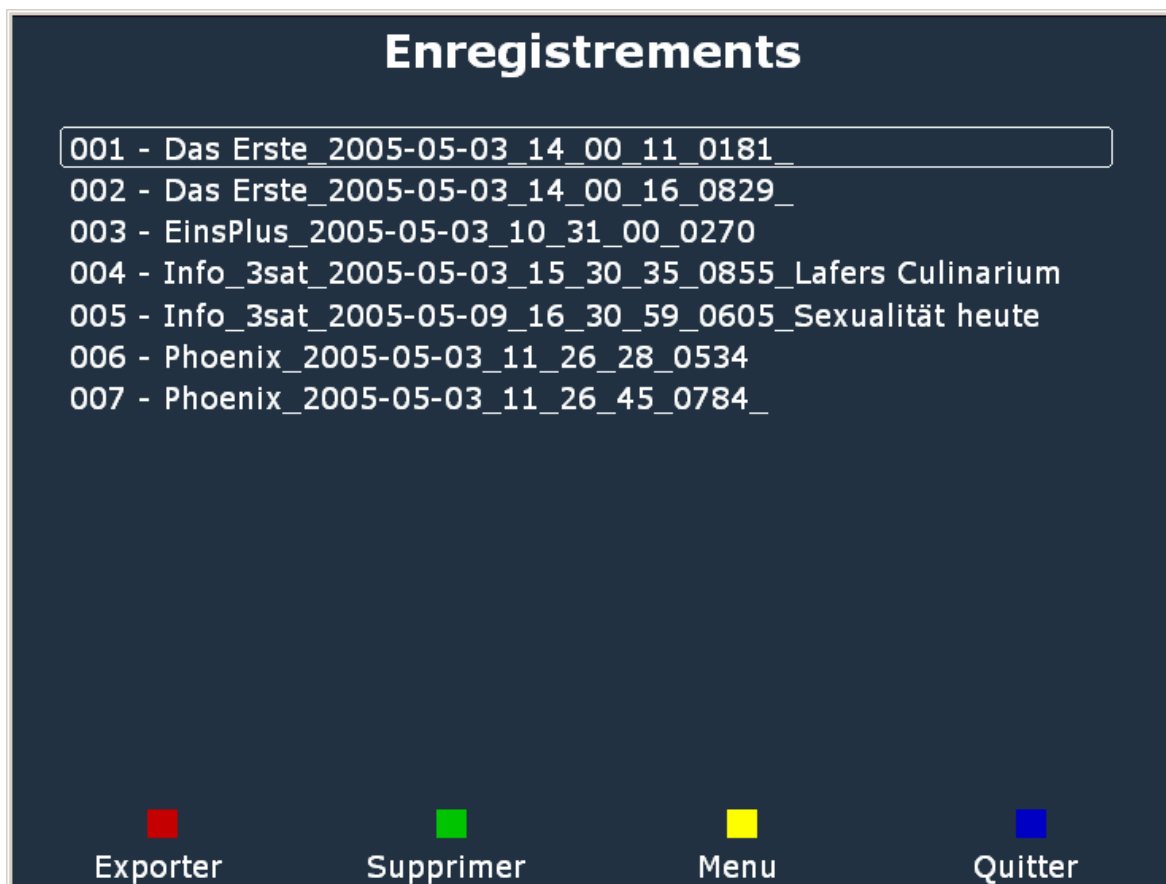 Enregistrements
001 - Das Erste_2005-05-03_14_00_11_0181_
002 - Das Erste_2005-05-03_14_00_16_0829_
003 - EinsPlus_2005-05-03_10_31_00_0270
004 - Info_3sat_2005-05-03_15_30_35_0855_Lafers Culinarium
005 - Info_3sat_2005-05-09_16_30_59_0605_Sexualität heute
006 - Phoenix_2005-05-03_11_26_28_0534
007 - Phoenix_2005-05-03_11_26_45_0784_
Exporter Supprimer Menu Quitter